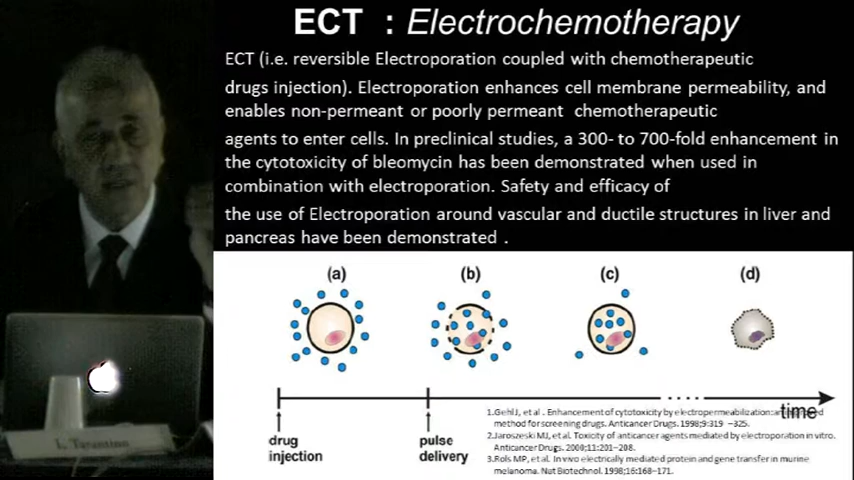 ECT : Electrochemotherapy
ECT (i.e. reversible Electroporation coupled with chemotherapeutic
drugs injection). Electroporation enhances cell membrane permeability, and
enables non-permeant or poorly permeant chemotherapeutic
agents to enter cells. In preclinical studies, a 300- to 700-fold enhancement in
the cytotoxicity of bleomycin has been demonstrated when used in
combination with electroporation. Safety and efficacy of
the use of Electroporation around vascular and ductile structures in liver and
pancreas have been demonstrated .
(a) (b) (c) (d)
time
drug
injection
pulse
delivery
1.Gehl J, et al . Enhancement of cytotoxicity by electropermeabilization:
method for screening drugs. Anticancer Drugs. 1998;9:319 –325.
2.Jaroszeski MJ, et al. Toxicity of anticancer agents mediated by electroporation in vitro.
Anticancer Drugs. 2000;11:201–208.
3.Rols MP, et al. In vivo electrically mediated protein and gene transfer in murine
melanoma. Nat Biotechnol. 1998;16:168–171.